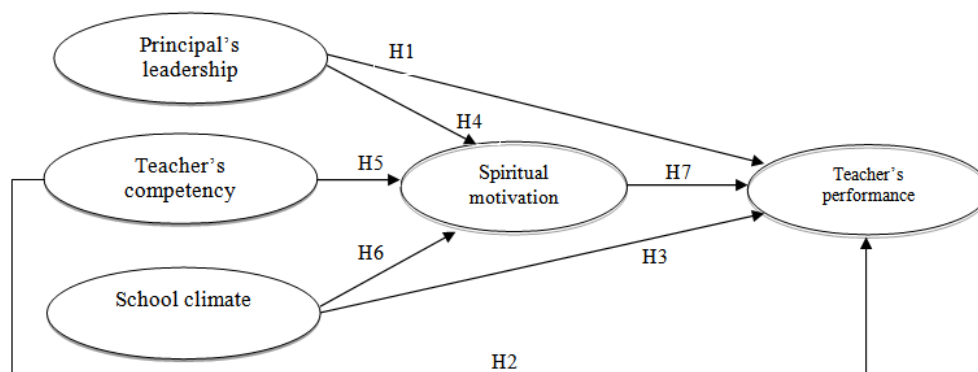 Principal’s
leadership
H1
H4
Teacher’s
competency
H5
Spiritual
motivation
H7
Teacher’s
performance
H6
H3
School climate
H2